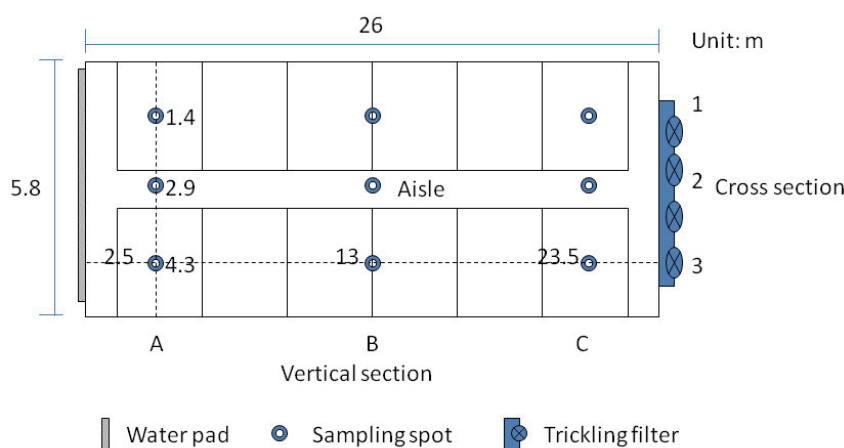 26
Unit: m
1
1.4
5.8
2.9
Aisle
2
Cross section
2.5
4.3
13
23.5
3
A
B
C
Vertical section
Water pad
Sampling spot
Trickling filter